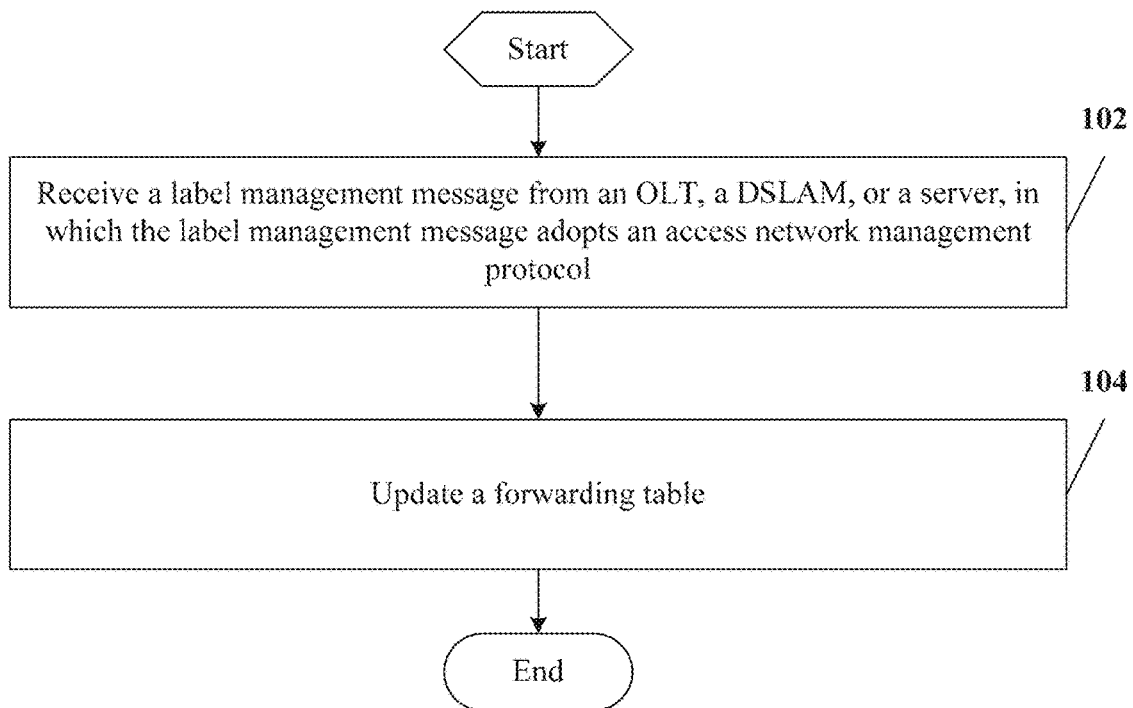 Start
102
Receive a label management message from an OLT, a DSLAM, or a server, in
which the label management message adopts an access network management
protocol
104
Update a forwarding table
End